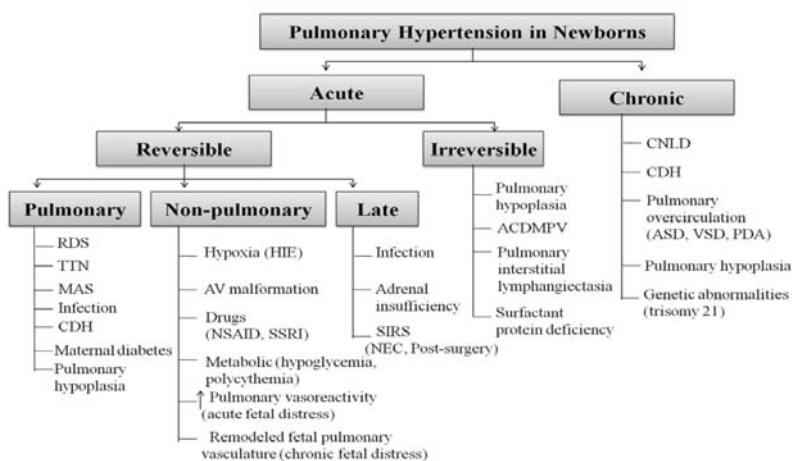 Pulmonary Hypertension in Newborns
Acute
Chronic
Reversible
Irreversible
Pulmonary
Non-pulmonary
Late
RDS
TTN
MAS
Infection
CDH
Maternal diabetes
Pulmonary
hypoplasia
Hypoxia (HIE)
AV malformation
Drugs
(NSAID, SSRI)
Metabolic (hypoglycemia,
polycythemia)
↑ Pulmonary vasoreactivity
(acute fetal distress)
Remodeled fetal pulmonary
vasculature (chronic fetal distress)
Infection
Adrenal
insufficiency
SIRS
(NEC, Post-surgery)
Pulmonary
hypoplasia
ACDMPV
Pulmonary
interstitial
lymphangiectasia
Surfactant
protein deficiency
CNLD
CDH
Pulmonary
overcirculation
(ASD, VSD, PDA)
Pulmonary hypoplasia
Genetic abnormalities
(trisomy 21)